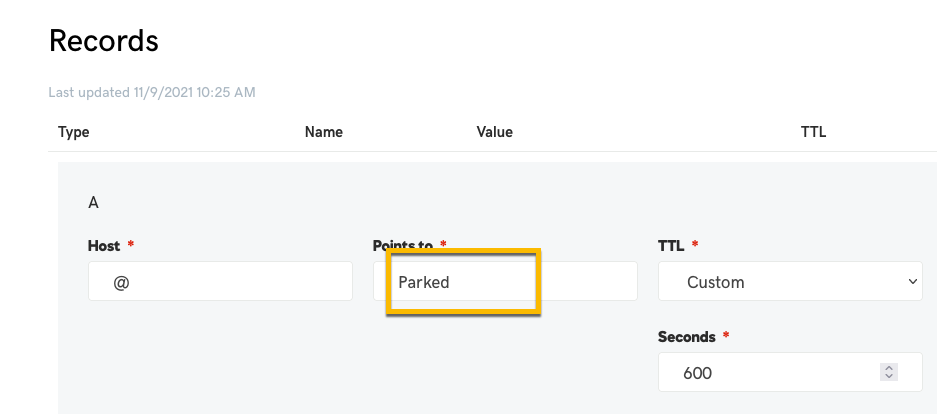 Records
Last updated 11/9/2021 10:25 AM
Type Name Value TTL
A
Host * Points to * TTL *
@ Parked Custom
Seconds *
600